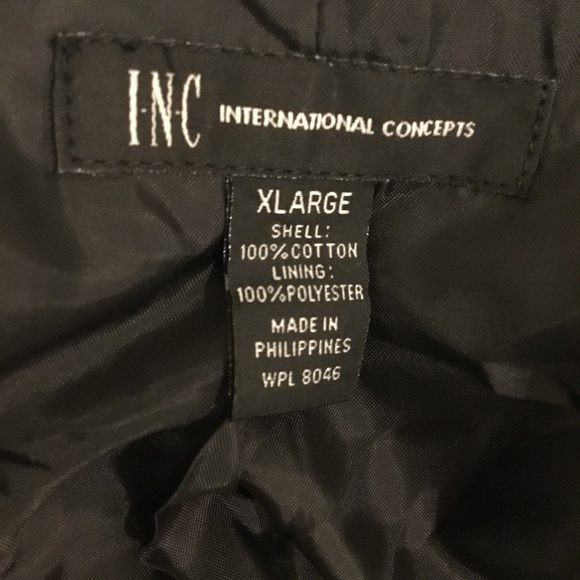 I·N·C INTERNATIONAL CONCEPTS
XLARGE
SHELL:
100%COTTON
LINING:
100%POLYESTER
MADE IN
PHILIPPINES
WPL 8046